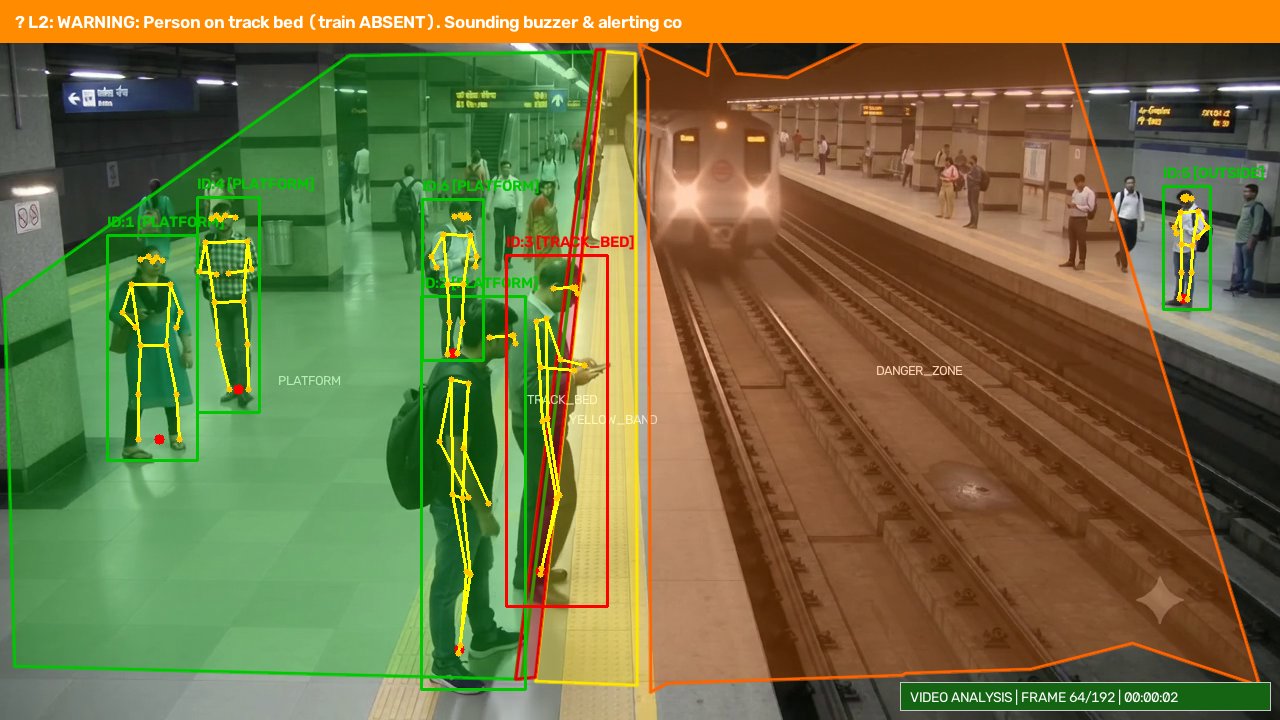 ? L2: WARNING: Person on track bed (train ABSENT). Sounding buzzer & alerting co
ID:4 [PLATFORM]
ID:6 [PLATFORM]
ID:5 [OUTSIDE]
ID:1 [PLATFORM]
ID:3 [TRACK_BED]
ID:2 [PLATFORM]
DANGER_ZONE
PLATFORM
TRACK_BED
YELLOW_BAND
VIDEO ANALYSIS | FRAME 64/192 | 00:00:02